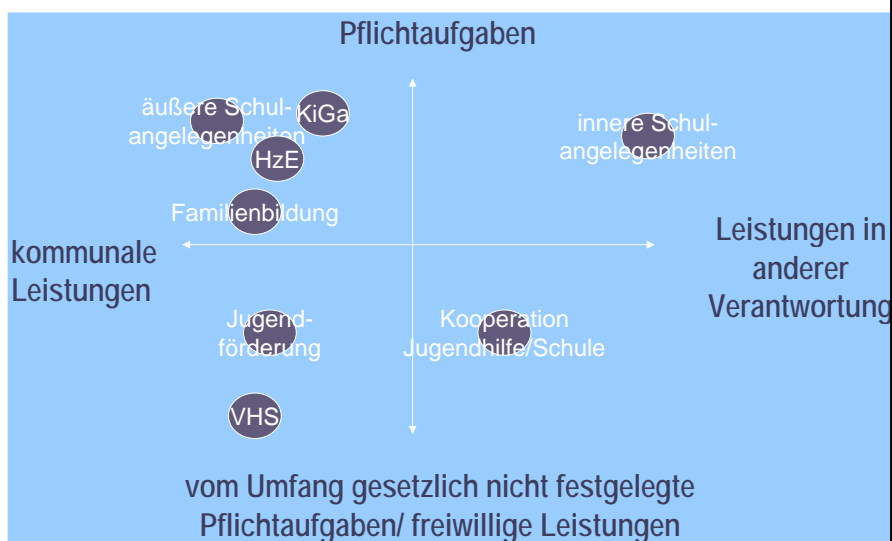 Pflichtaufgaben
äußere Schul-
angelegenheiten
KiGa
HzE
innere Schul-
angelegenheiten
Familienbildung
kommunale
Leistungen
Leistungen in
anderer
Verantwortung
Jugend-
förderung
Kooperation
Jugendhilfe/Schule
VHS
vom Umfang gesetzlich nicht festgelegte
Pflichtaufgaben/ freiwillige Leistungen